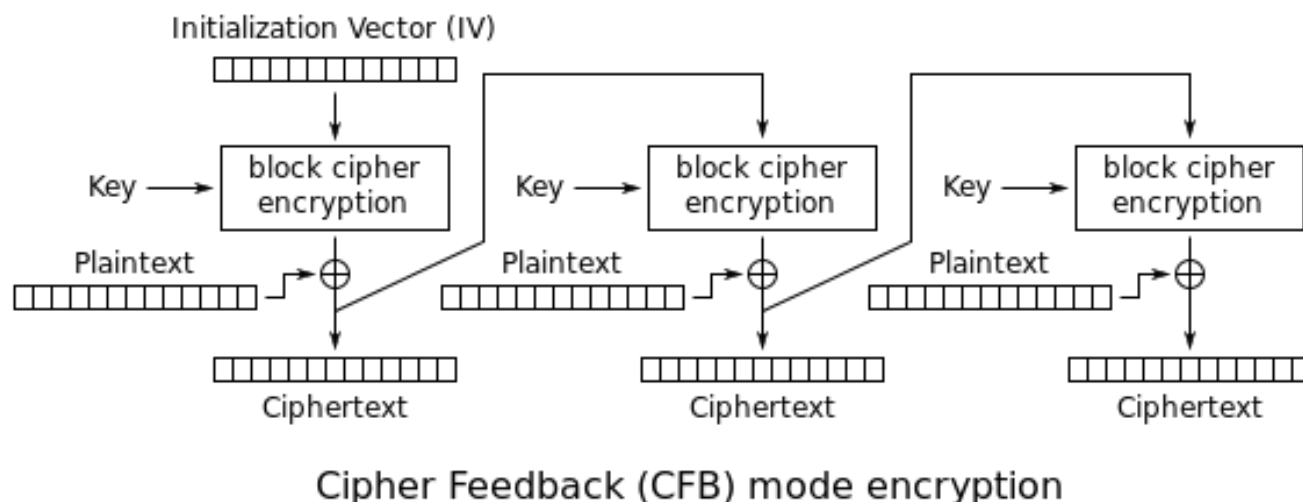 Initialization Vector (IV)
block cipher
encryption
Key
Plaintext
Ciphertext
block cipher
encryption
Key
Plaintext
Ciphertext
block cipher
encryption
Key
Plaintext
Ciphertext
Cipher Feedback (CFB) mode encryption